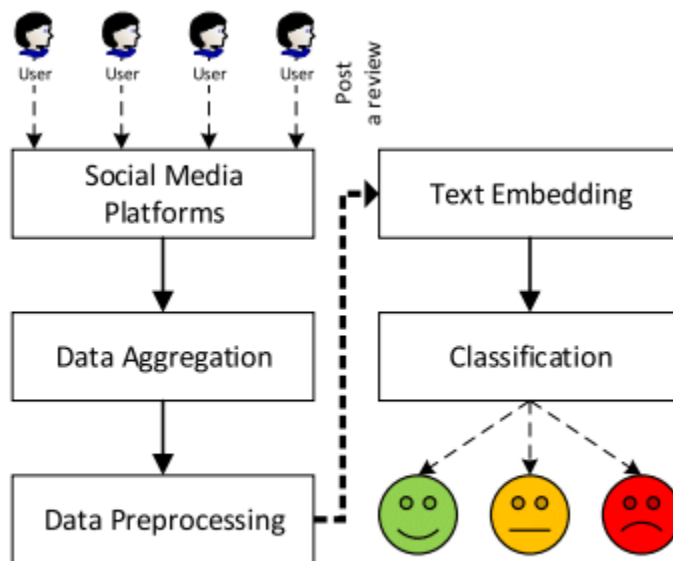 User User User User
Post
a review
Social Media
Platforms
Text Embedding
Data Aggregation
Classification
Data Preprocessing